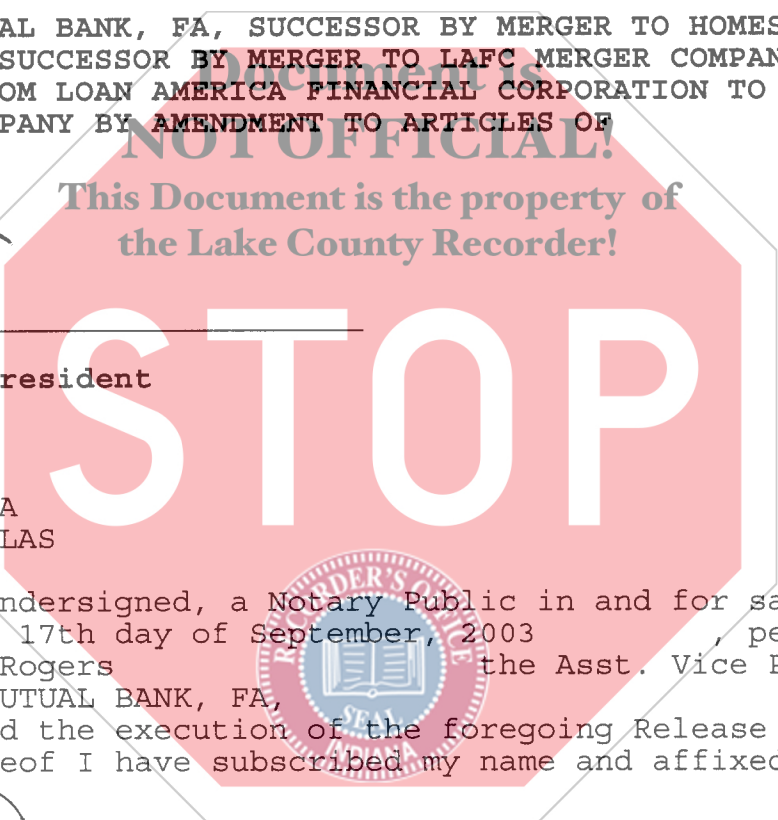 AL BANK, FA, SUCCESSOR BY MERGER TO HOMES
SUCCESSOR BY MERGER TO LAFC MERGER COMPAN
OM LOAN AMERICA FINANCIAL CORPORATION TO
PANY BY AMENDMENT TO ARTICLES OF
Document is
NOT OFFICIAL!
This Document is the property of
the Lake County Recorder!
STOP
resident
A
LAS
ndersigned, a Notary Public in and for sa
17th day of September, 2003 , pe
Rogers the Asst. Vice P
UTUAL BANK, FA,
d the execution of the foregoing Release
eof I have subscribed my name and affixed
RECORDER'S OFFICE
SEAL
INDIANA